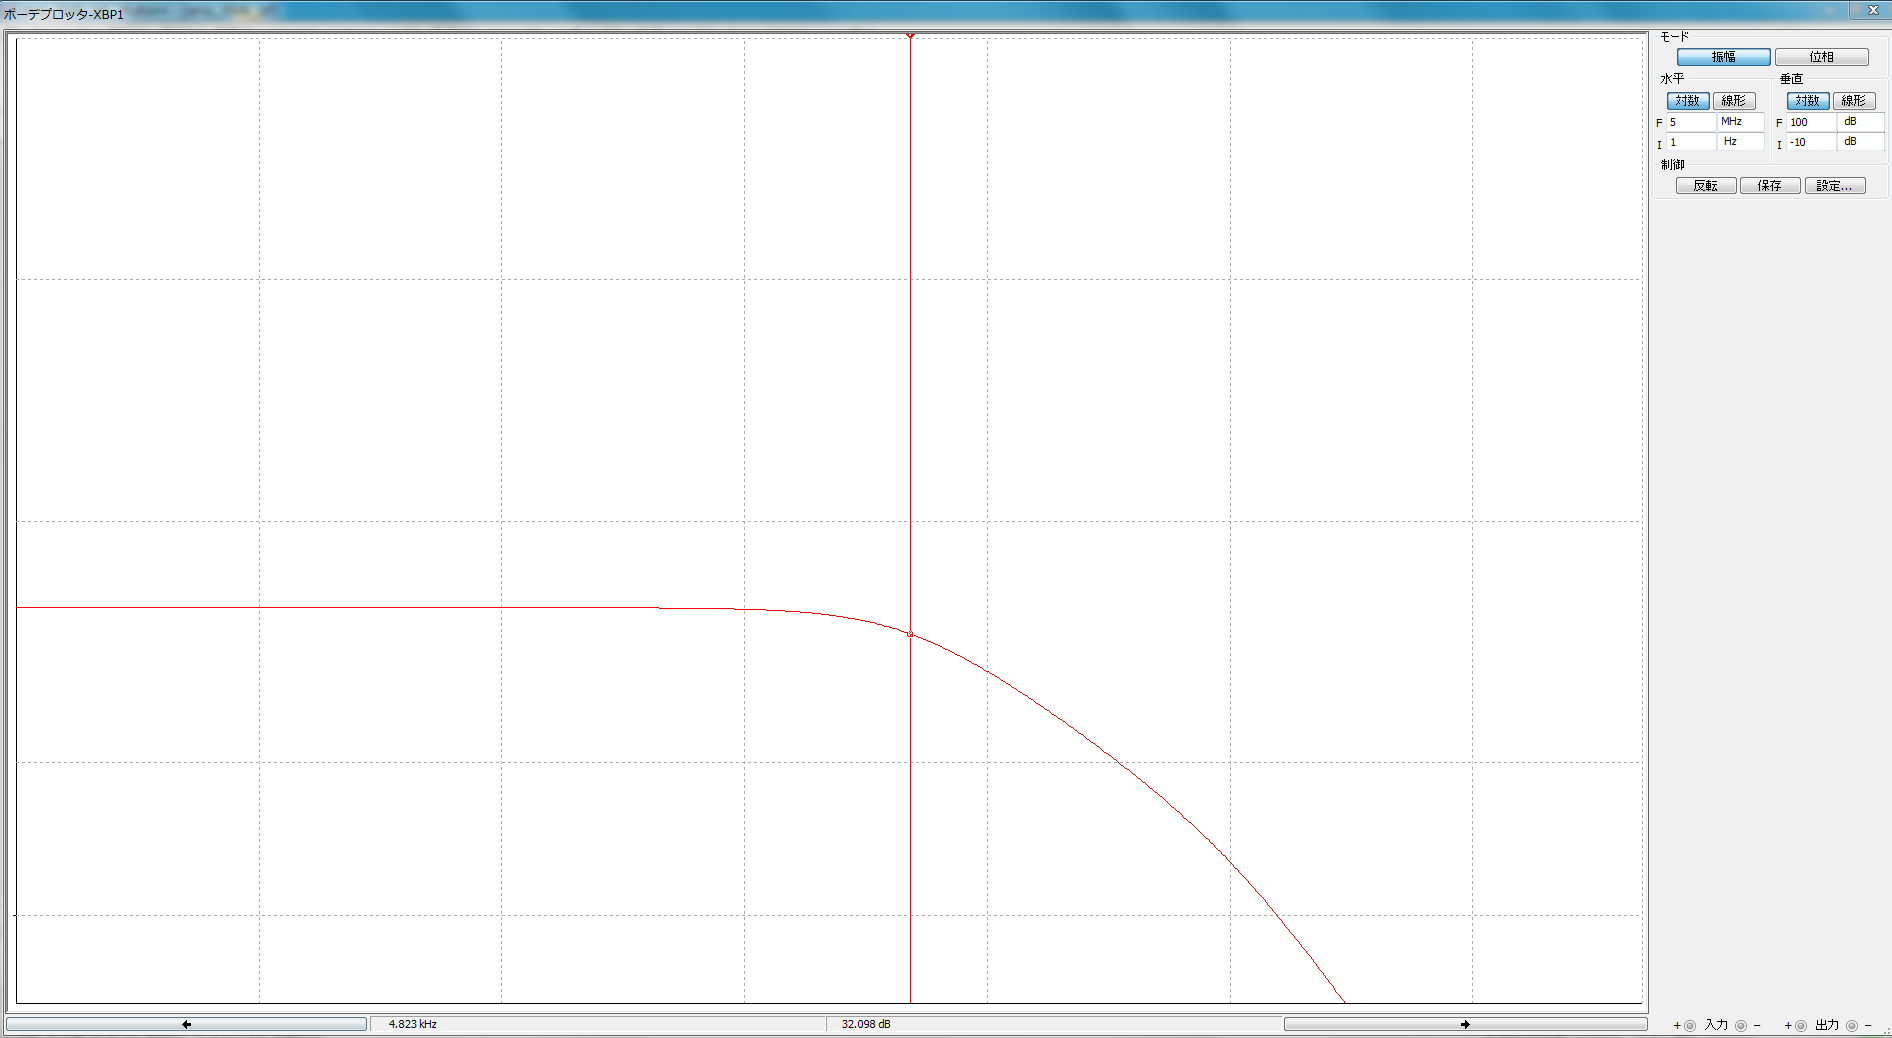 ボーデプロッタ-XBP1
モード
振幅 位相
水平 垂直
対数 線形 対数 線形
F 5 MHz F 100 dB
I 1 Hz I -10 dB
制御
反転 保存 設定...
4.823 kHz 32.098 dB
+ 入力 - + 出力 -